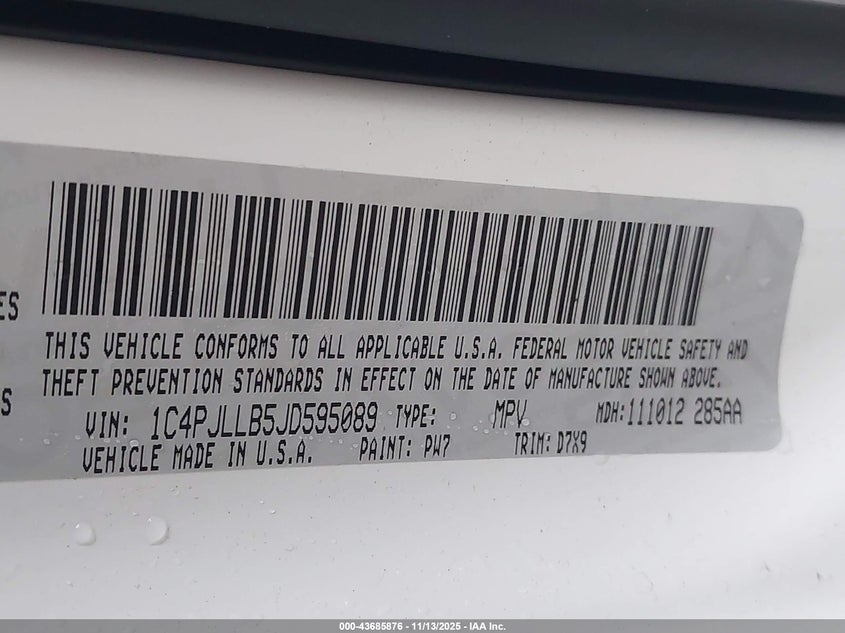 ES
THIS VEHICLE CONFORMS TO ALL APPLICABLE U.S.A. FEDERAL MOTOR VEHICLE SAFETY AND
THEFT PREVENTION STANDARDS IN EFFECT ON THE DATE OF MANUFACTURE SHOWN ABOVE.
S
VIN: 1C4PJLLB5JD595089 TYPE: MPV MDH: 111012 285AA
VEHICLE MADE IN U.S.A. PAINT: PW7 TRIM: D7X9
000-43685876 - 11/13/2025 - IAA Inc.